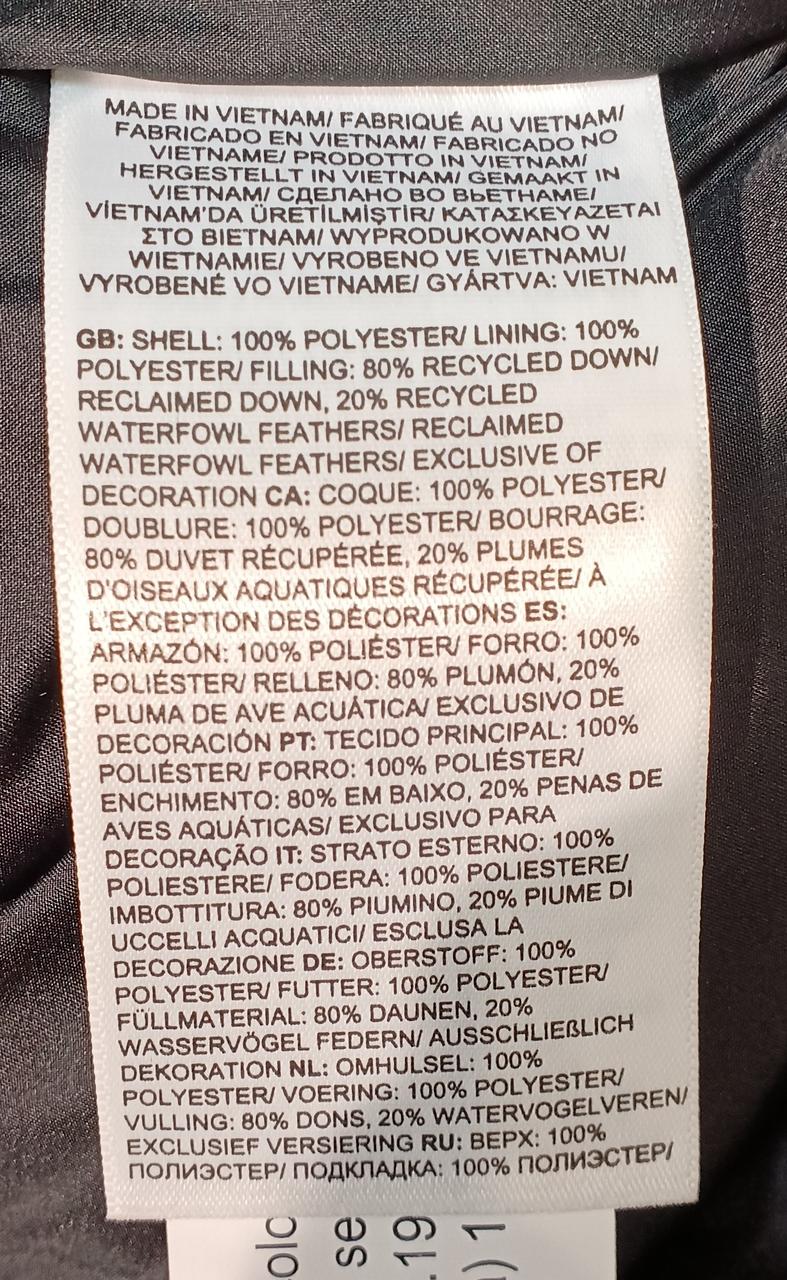 MADE IN VIETNAM/ FABRIQUÉ AU VIETNAM/
FABRICADO EN VIETNAM/ FABRICADO NO
VIETNAME/ PRODOTTO IN VIETNAM/
HERGESTELLT IN VIETNAM/ GEMAAKT IN
VIETNAM/ СДЕЛАНО ВО ВЬЕТНАМЕ/
VİETNAM'DA ÜRETİLMİŞTİR/ ΚΑΤΑΣΚΕΥΑΖΕΤΑΙ
ΣΤΟ ΒΙΕΤΝΑΜ/ WYPRODUKOWANO W
WIETNAMIE/ VYROBENO VE VIETNAMU/
VYROBENÉ VO VIETNAME/ GYÁRTVA: VIETNAM
GB: SHELL: 100% POLYESTER/ LINING: 100%
POLYESTER/ FILLING: 80% RECYCLED DOWN/
RECLAIMED DOWN, 20% RECYCLED
WATERFOWL FEATHERS/ RECLAIMED
WATERFOWL FEATHERS/ EXCLUSIVE OF
DECORATION CA: COQUE: 100% POLYESTER/
DOUBLURE: 100% POLYESTER/ BOURRAGE:
80% DUVET RÉCUPÉRÉE, 20% PLUMES
D'OISEAUX AQUATIQUES RÉCUPÉRÉE/ À
L'EXCEPTION DES DÉCORATIONS ES:
ARMAZÓN: 100% POLIÉSTER/ FORRO: 100%
POLIÉSTER/ RELLENO: 80% PLUMÓN, 20%
PLUMA DE AVE ACUÁTICA/ EXCLUSIVO DE
DECORACIÓN PT: TECIDO PRINCIPAL: 100%
POLIÉSTER/ FORRO: 100% POLIÉSTER/
ENCHIMENTO: 80% EM BAIXO, 20% PENAS DE
AVES AQUÁTICAS/ EXCLUSIVO PARA
DECORAÇÃO IT: STRATO ESTERNO: 100%
POLIESTERE/ FODERA: 100% POLIESTERE/
IMBOTTITURA: 80% PIUMINO, 20% PIUME DI
UCCELLI ACQUATICI/ ESCLUSA LA
DECORAZIONE DE: OBERSTOFF: 100%
POLYESTER/ FUTTER: 100% POLYESTER/
FÜLLMATERIAL: 80% DAUNEN, 20%
WASSERVÖGEL FEDERN/ AUSSCHLIEßLICH
DEKORATION NL: OMHULSEL: 100%
POLYESTER/ VOERING: 100% POLYESTER/
VULLING: 80% DONS, 20% WATERVOGELVEREN/
EXCLUSIEF VERSIERING RU: ВЕРХ: 100%
ПОЛИЭСТЕР/ ПОДКЛАДКА: 100% ПОЛИЭСТЕР/